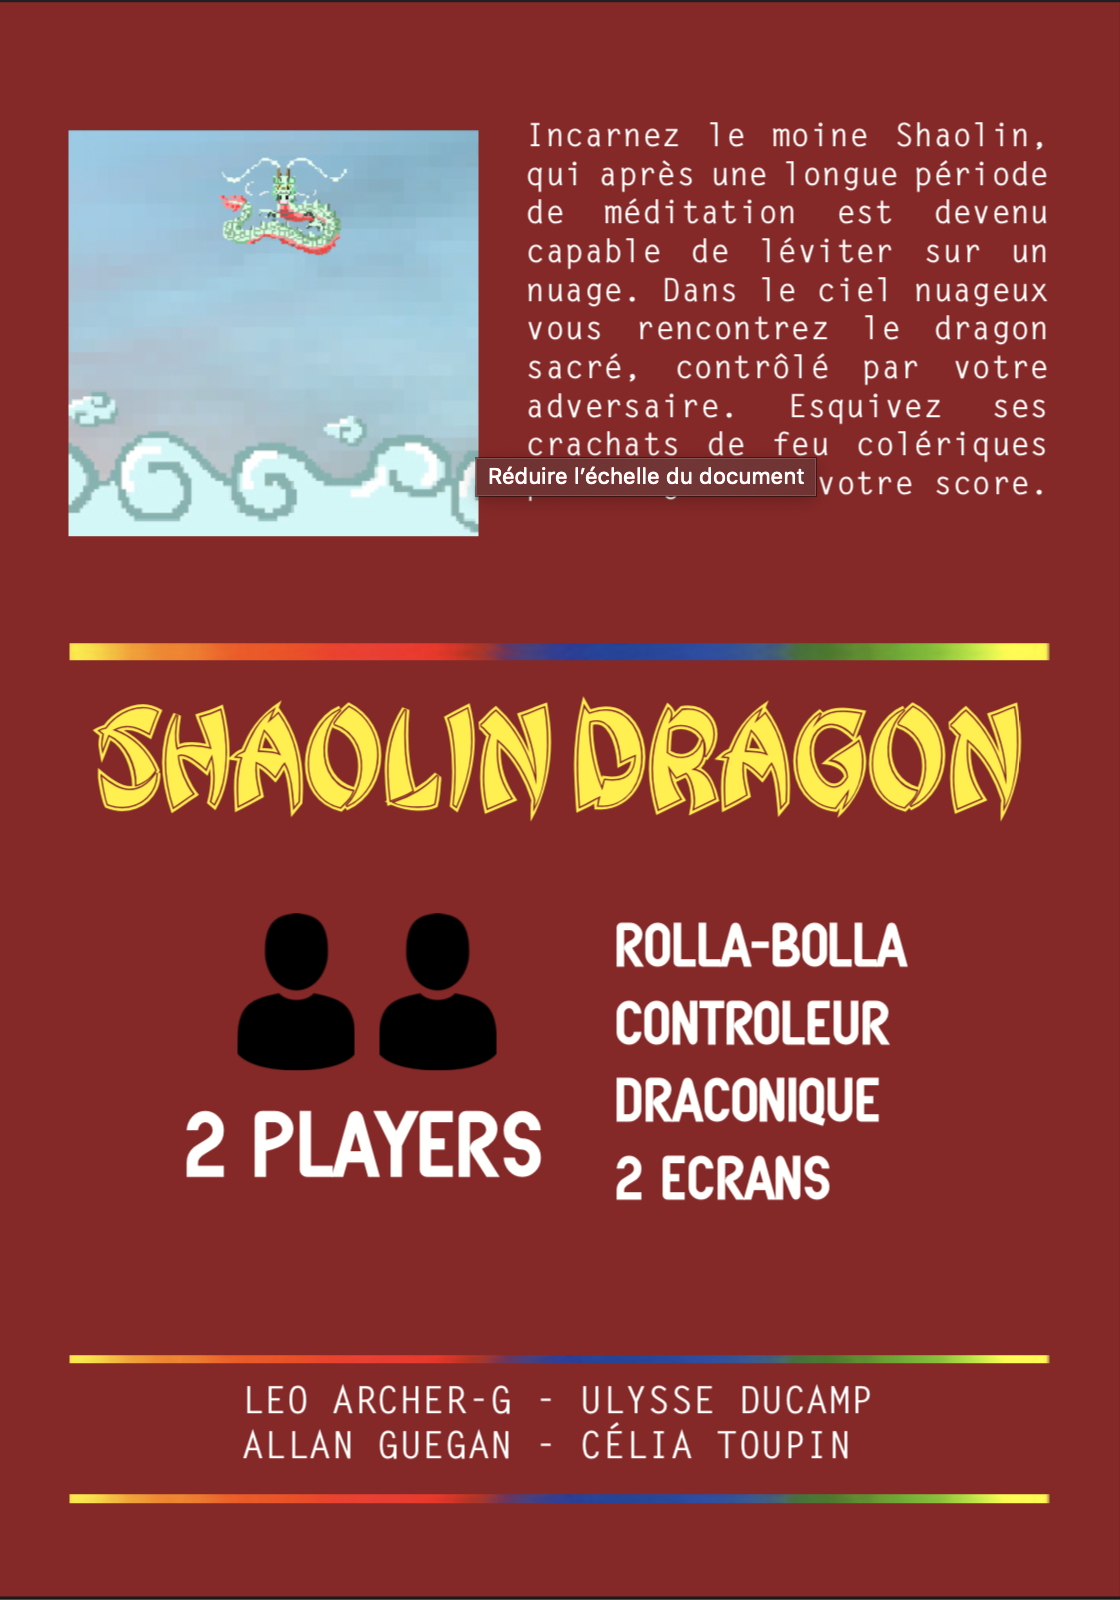 Incarnez le moine Shaolin,
qui après une longue période
de méditation est devenu
capable de léviter sur un
nuage. Dans le ciel nuageux
vous rencontrez le dragon
sacré, contrôlé par votre
adversaire. Esquivez ses
crachats de feu colériques
Réduire l’échelle du document
votre score.
SHAOLIN DRAGON
2 PLAYERS
ROLLA-BOLLA
CONTROLEUR
DRACONIQUE
2 ECRANS
LEO ARCHER-G - ULYSSE DUCAMP
ALLAN GUEGAN - CÉLIA TOUPIN